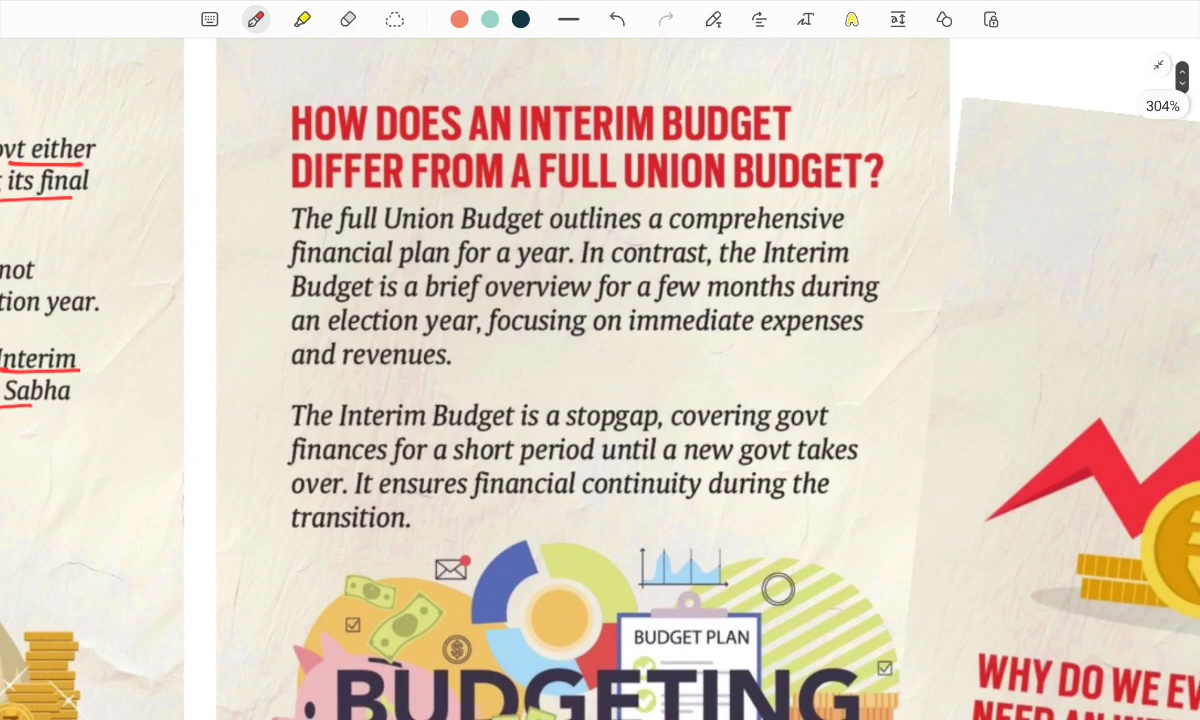 304%
ovt either
its final
not
tion year.
Interim
Sabha
HOW DOES AN INTERIM BUDGET
DIFFER FROM A FULL UNION BUDGET?
The full Union Budget outlines a comprehensive
financial plan for a year. In contrast, the Interim
Budget is a brief overview for a few months during
an election year, focusing on immediate expenses
and revenues.
The Interim Budget is a stopgap, covering govt
finances for a short period until a new govt takes
over. It ensures financial continuity during the
transition.
BUDGET PLAN
BUDGETING
WHY DO WE EV